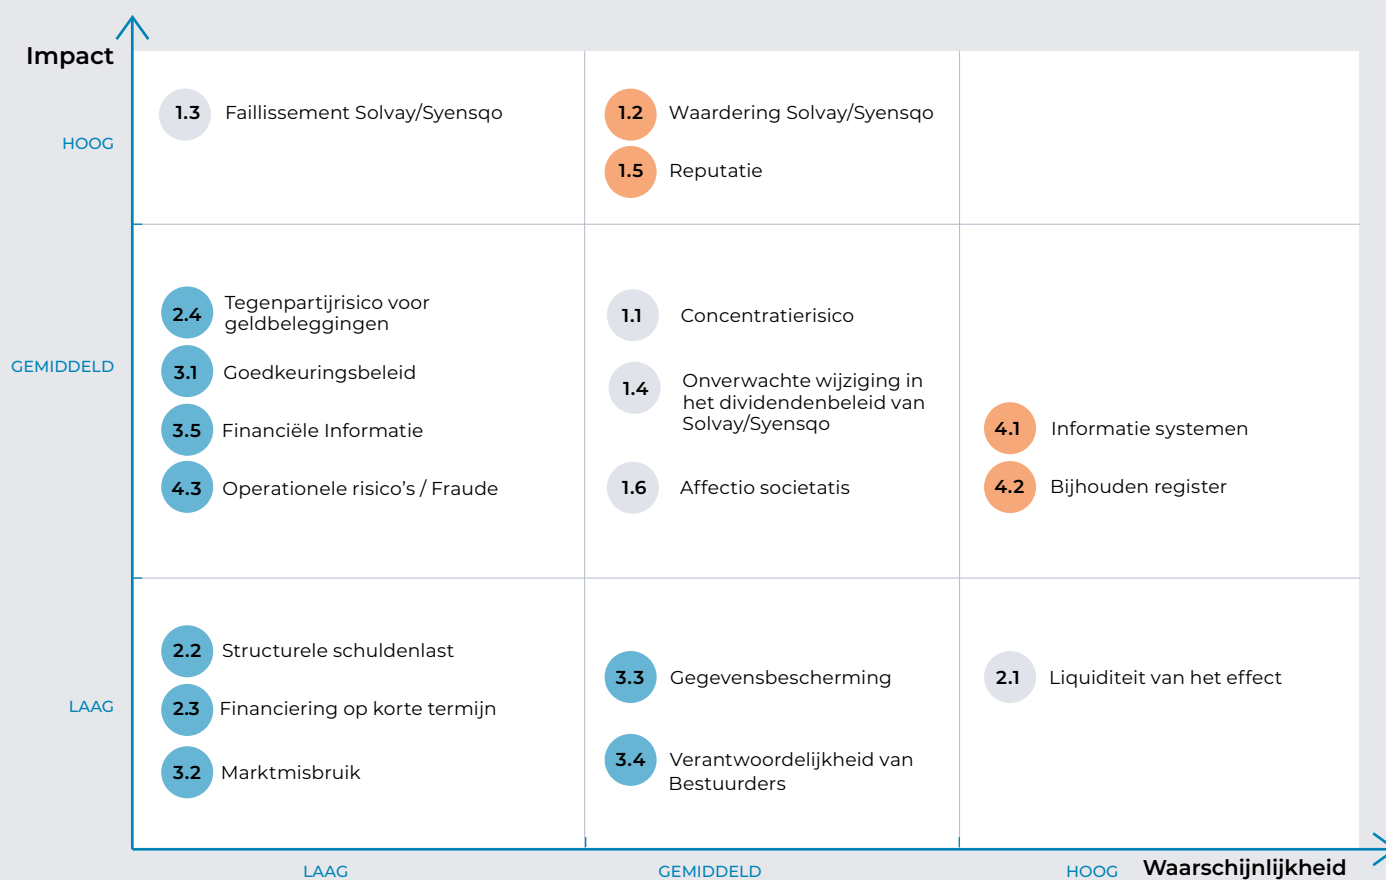 Impact
HOOG
1.3 Faillissement Solvay/Syensqo
1.2 Waardering Solvay/Syensqo
1.5 Reputatie
GEMIDDELD
2.4 Tegenpartijrisico voor
geldbeleggingen
3.1 Goedkeuringsbeleid
3.5 Financiële Informatie
4.3 Operationele risico’s / Fraude
1.1 Concentratierisico
1.4 Onverwachte wijziging in
het dividendenbeleid van
Solvay/Syensqo
1.6 Affectio societatis
4.1 Informatie systemen
4.2 Bijhouden register
LAAG
2.2 Structurele schuldenlast
2.3 Financiering op korte termijn
3.2 Marktmisbruik
3.3 Gegevensbescherming
3.4 Verantwoordelijkheid van
Bestuurders
2.1 Liquiditeit van het effect
LAAG
GEMIDDELD
HOOG
Waarschijnlijkheid